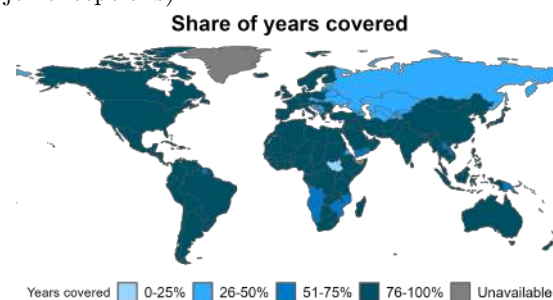 Share of years covered
Years covered 0-25% 26-50% 51-75% 76-100% Unavailable